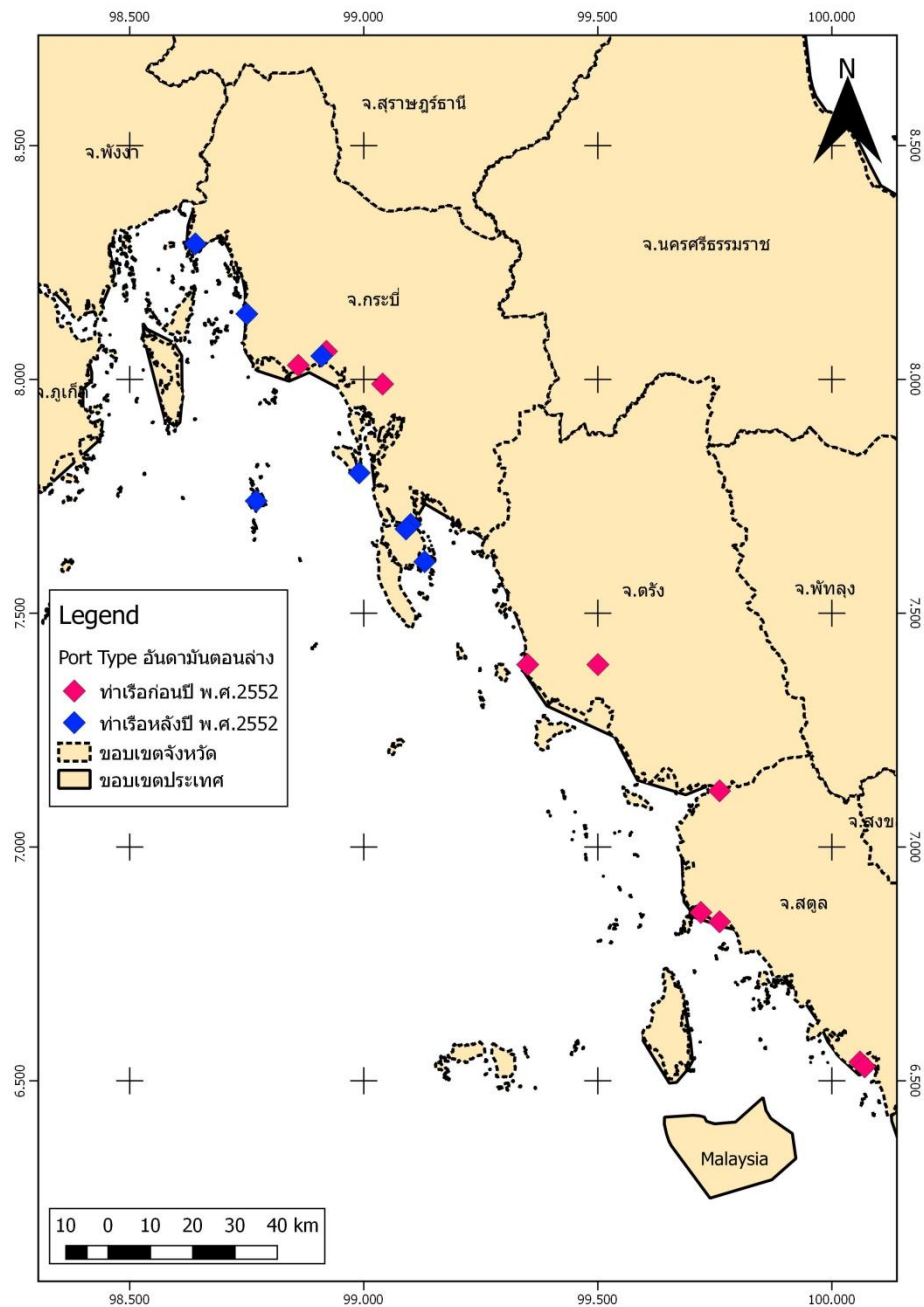 98.500 99.000 99.500 100.000
N
จ.สุราษฎร์ธานี
8.500 8.500
จ.พังงา
จ.นครศรีธรรมราช
จ.กระบี่
8.000 8.000
จ.ภูเก็ต
7.500 7.500
จ.ตรัง
จ.พัทลุง
Legend
Port Type อันดามันตอนล่าง
ท่าเรือก่อนปี พ.ศ.2552
ท่าเรือหลังปี พ.ศ.2552
ขอบเขตจังหวัด
ขอบเขตประเทศ
จ.สงข
7.000 7.000
จ.สตูล
6.500 6.500
Malaysia
10 0 10 20 30 40 km
98.500 99.000 99.500 100.000